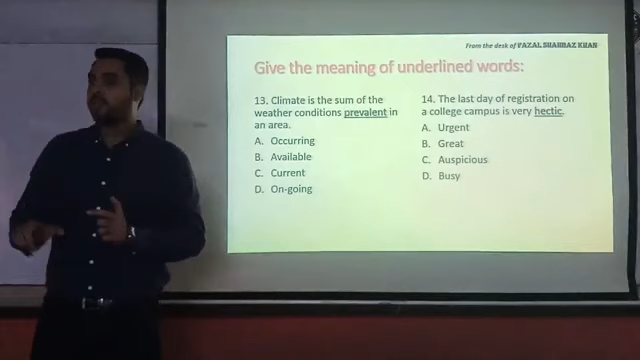 From the desk of FAZAL SHAHBAZ KHAN
Give the meaning of underlined words:
13. Climate is the sum of the
weather conditions prevalent in
an area.
A. Occurring
B. Available
C. Current
D. On-going
14. The last day of registration on
a college campus is very hectic.
A. Urgent
B. Great
C. Auspicious
D. Busy